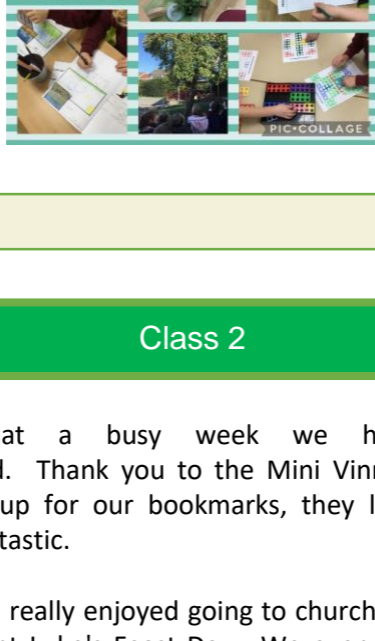 PIC•COLLAGE
Class 2
at a busy week we h
d. Thank you to the Mini Vinn
up for our bookmarks, they l
tastic.
really enjoyed going to church